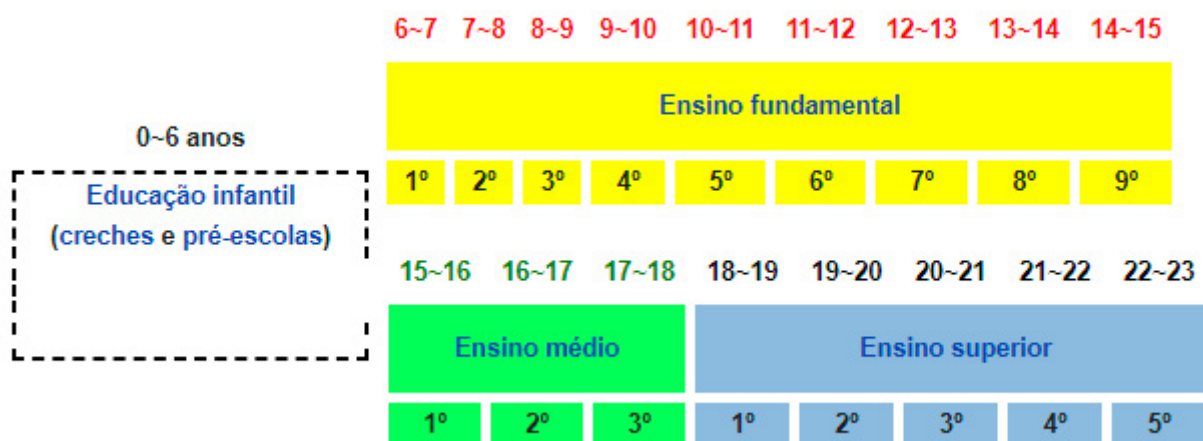 0~6 anos
Educação infantil
(creches e pré-escolas)
6~7 7~8 8~9 9~10 10~11 11~12 12~13 13~14 14~15
Ensino fundamental
1º 2º 3º 4º 5º 6º 7º 8º 9º
15~16 16~17 17~18 18~19 19~20 20~21 21~22 22~23
Ensino médio Ensino superior
1º 2º 3º 1º 2º 3º 4º 5º